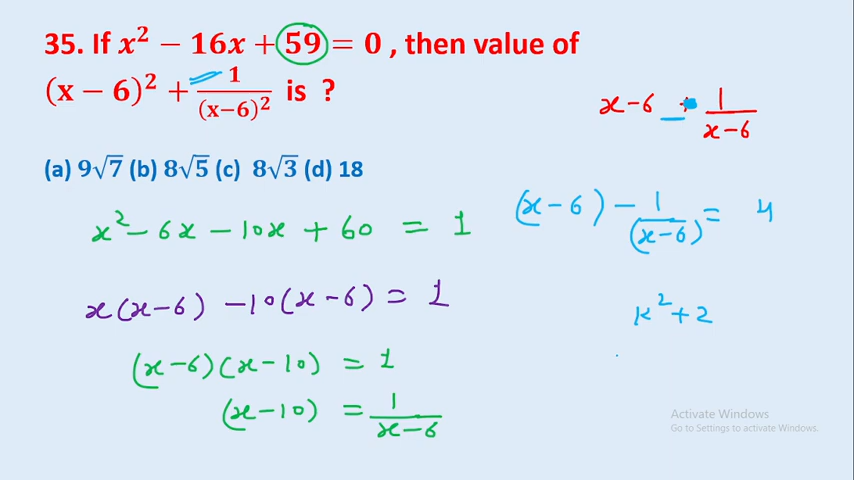 35. If x² − 16x + 59 = 0 , then value of
(x − 6)² + 1/(x−6)² is ?
(a) 9√7 (b) 8√5 (c) 8√3 (d) 18
x − 6 + 1/(x − 6)
x² − 6x − 10x + 60 = 1
(x − 6) − 1/(x − 6) = 4
x(x − 6) − 10(x − 6) = 1
k² + 2
(x − 6)(x − 10) = 1
(x − 10) = 1/(x − 6)
Activate Windows
Go to Settings to activate Windows.